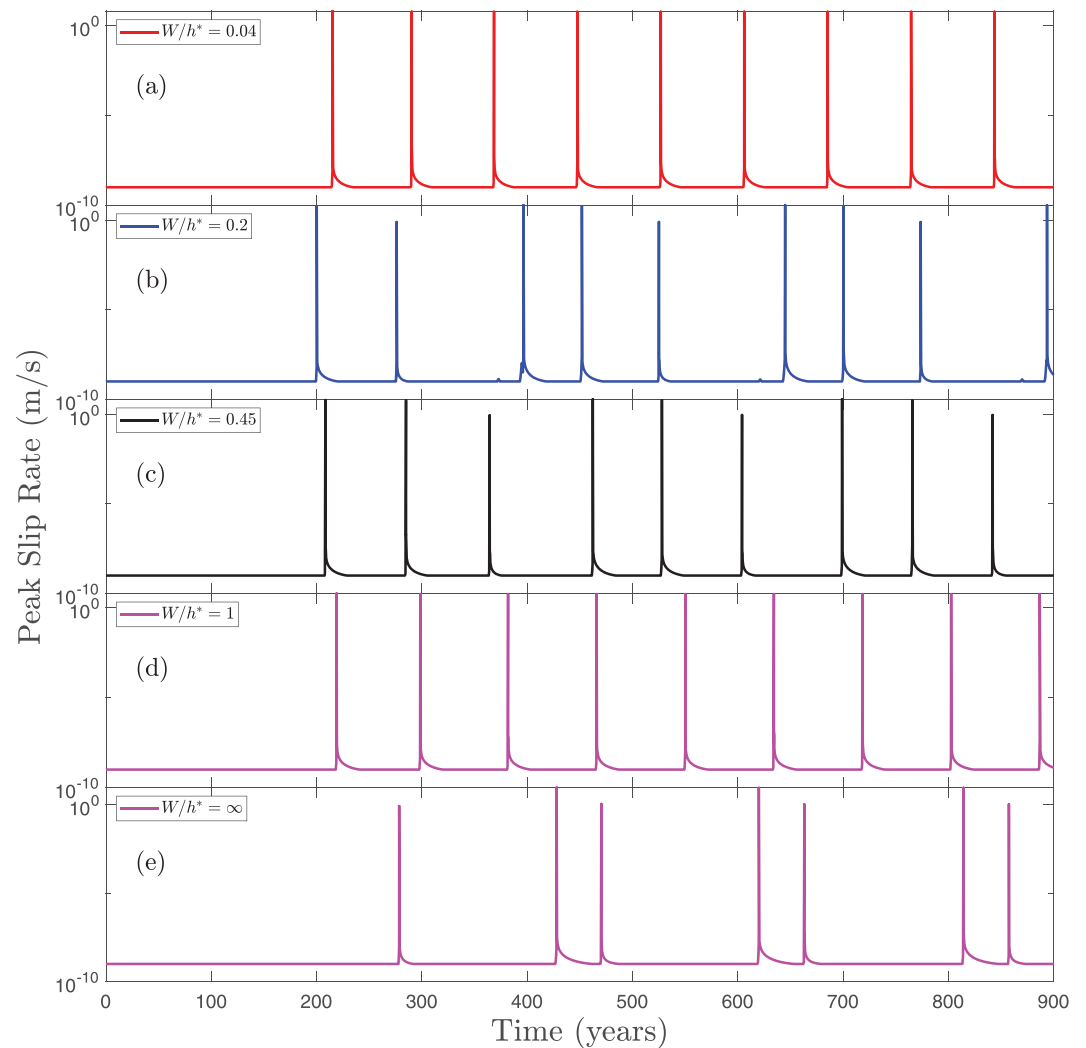 10^0
W/h* = 0.04
(a)
10^-10
10^0
W/h* = 0.2
(b)
10^-10
10^0
W/h* = 0.45
(c)
10^-10
10^0
W/h* = 1
(d)
10^-10
10^0
W/h* = ∞
(e)
10^-10
0 100 200 300 400 500 600 700 800 900
Time (years)
Peak Slip Rate (m/s)